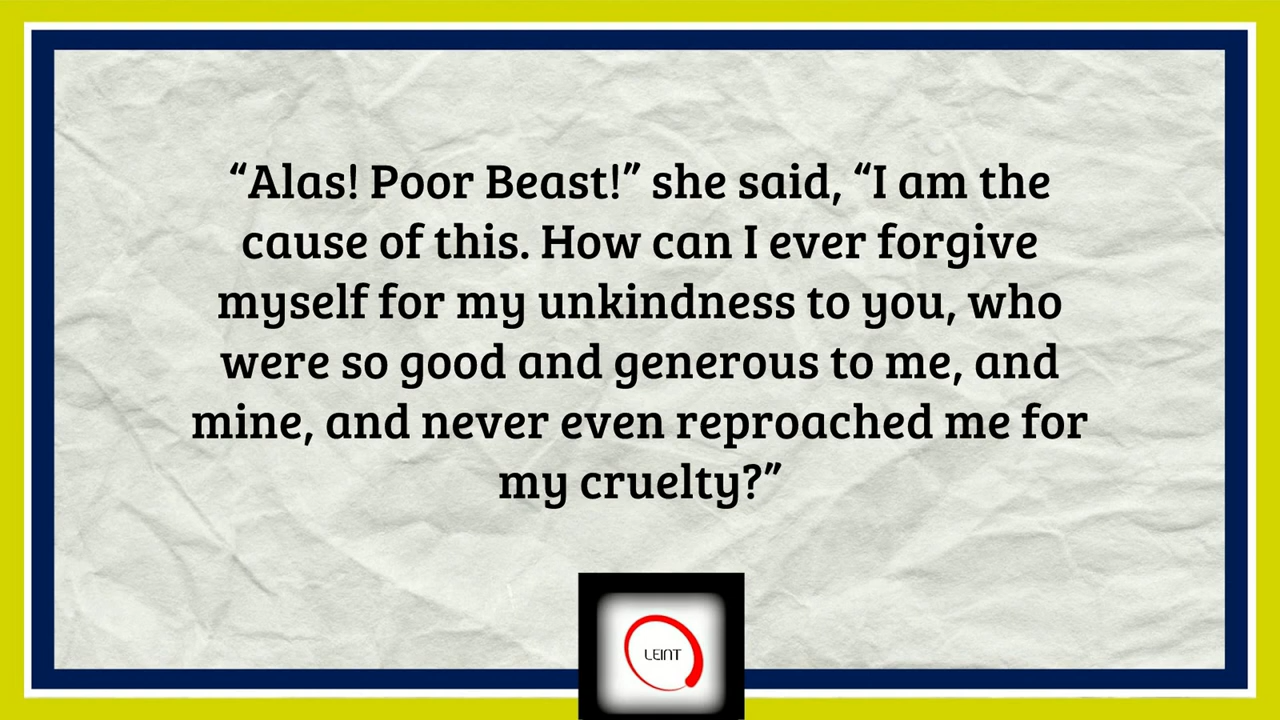 “Alas! Poor Beast!” she said, “I am the
cause of this. How can I ever forgive
myself for my unkindness to you, who
were so good and generous to me, and
mine, and never even reproached me for
my cruelty?”
LEINT